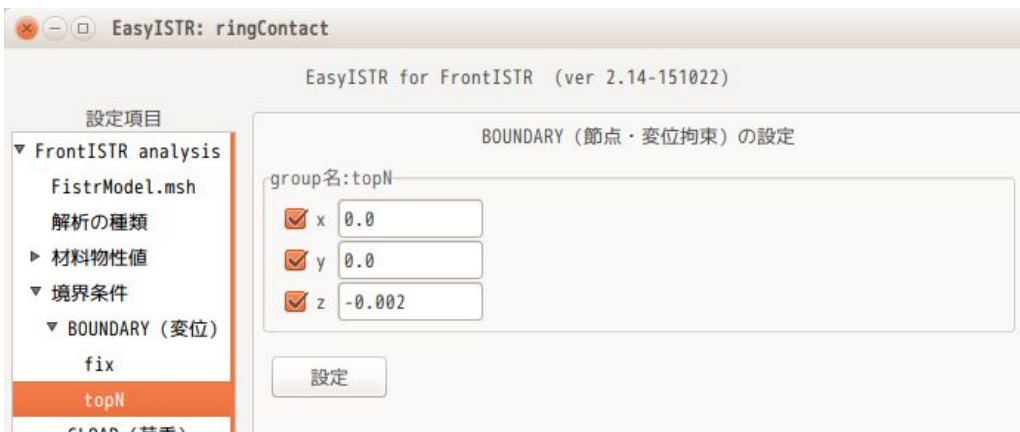 EasyISTR: ringContact
EasyISTR for FrontISTR (ver 2.14-151022)
設定項目
FrontISTR analysis
FistrModel.msh
解析の種類
材料物性値
境界条件
BOUNDARY (変位)
fix
topN
BOUNDARY (節点・変位拘束) の設定
group名:topN
x 0.0
y 0.0
z -0.002
設定